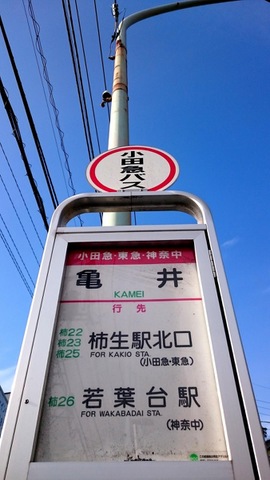 小田急バス
小田急・東急・神奈中
亀井
KAMEI
行先
柿22
柿23
柿25
柿生駅北口
FOR KAKIO STA.
(小田急・東急)
柿26
若葉台駅
FOR WAKABADAI STA.
(神奈中)